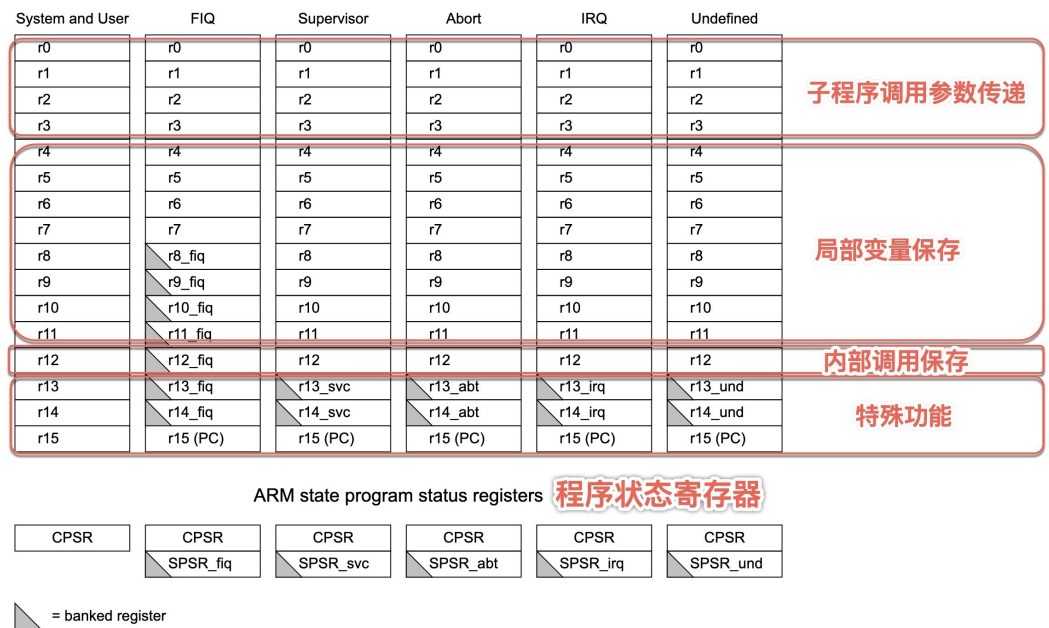 System and User FIQ Supervisor Abort IRQ Undefined
r0 r0 r0 r0 r0 r0
r1 r1 r1 r1 r1 r1
r2 r2 r2 r2 r2 r2
子程序调用参数传递
r3 r3 r3 r3 r3 r3
r4 r4 r4 r4 r4 r4
r5 r5 r5 r5 r5 r5
r6 r6 r6 r6 r6 r6
r7 r7 r7 r7 r7 r7
r8 r8_fiq r8 r8 r8 r8
局部变量保存
r9 r9_fiq r9 r9 r9 r9
r10 r10_fiq r10 r10 r10 r10
r11 r11_fiq r11 r11 r11 r11
r12 r12_fiq r12 r12 r12 r12
内部调用保存
r13 r13_fiq r13_svc r13_abt r13_irq r13_und
r14 r14_fiq r14_svc r14_abt r14_irq r14_und
特殊功能
r15 r15 (PC) r15 (PC) r15 (PC) r15 (PC) r15 (PC)
ARM state program status registers 程序状态寄存器
CPSR CPSR CPSR CPSR CPSR CPSR
SPSR_fiq SPSR_svc SPSR_abt SPSR_irq SPSR_und
= banked register